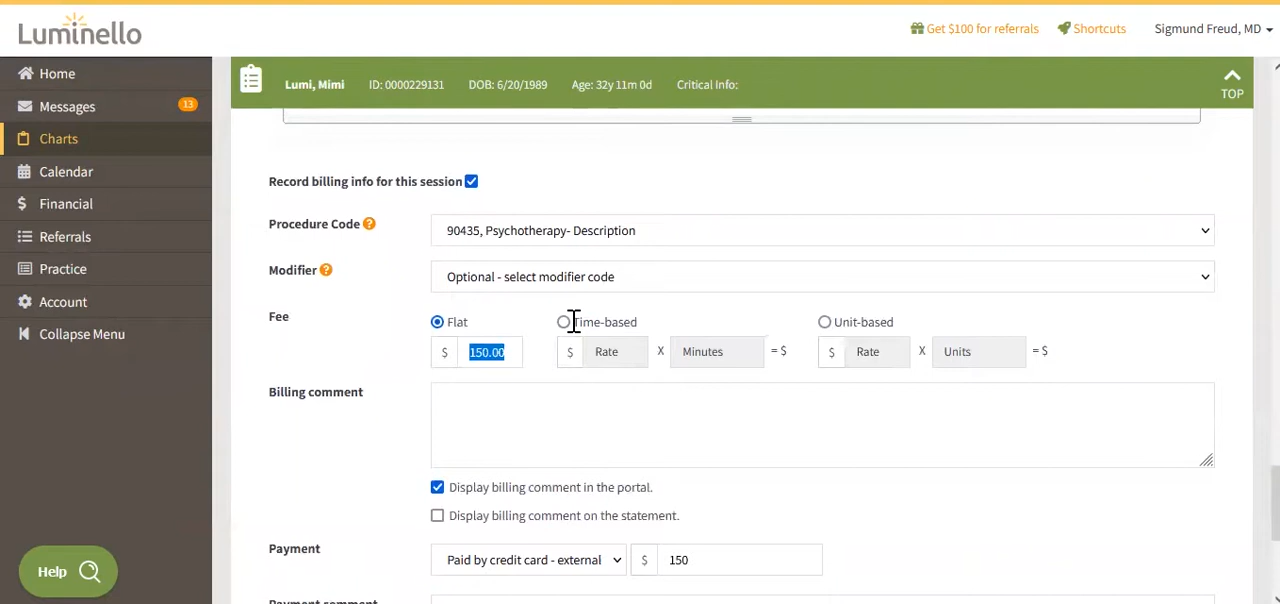 Luminello
Get $100 for referrals
Shortcuts
Sigmund Freud, MD
Home
Messages 13
Charts
Calendar
Financial
Referrals
Practice
Account
Collapse Menu
Help
Lumi, Mimi ID: 0000229131 DOB: 6/20/1989 Age: 32y 11m 0d Critical Info:
TOP
Record billing info for this session
Procedure Code ? 90435, Psychotherapy- Description
Modifier ? Optional - select modifier code
Fee Flat Time-based Unit-based
$ 150.00 $ Rate X Minutes = $ $ Rate X Units = $
Billing comment
Display billing comment in the portal.
Display billing comment on the statement.
Payment Paid by credit card - external $ 150
Payment comment